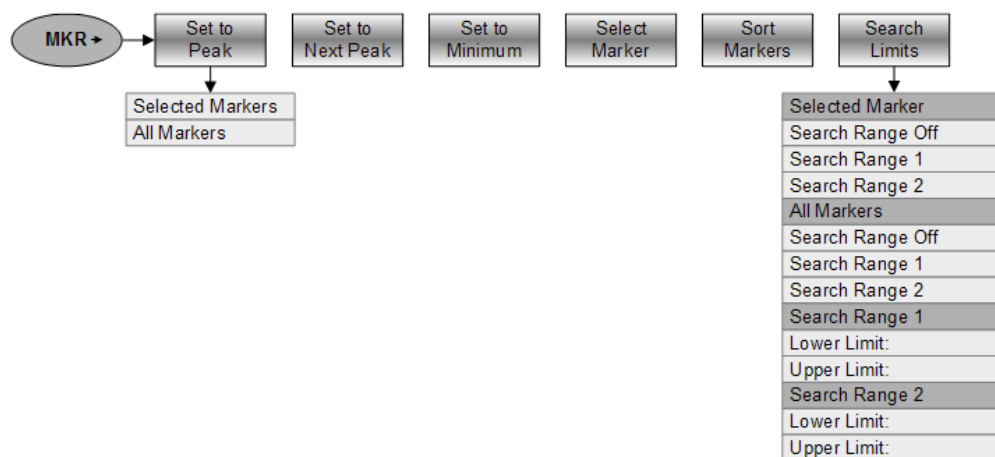 MKR→
Set to
Peak
Set to
Next Peak
Set to
Minimum
Select
Marker
Sort
Markers
Search
Limits
Selected Markers
All Markers
Selected Marker
Search Range Off
Search Range 1
Search Range 2
All Markers
Search Range Off
Search Range 1
Search Range 2
Search Range 1
Lower Limit:
Upper Limit:
Search Range 2
Lower Limit:
Upper Limit: